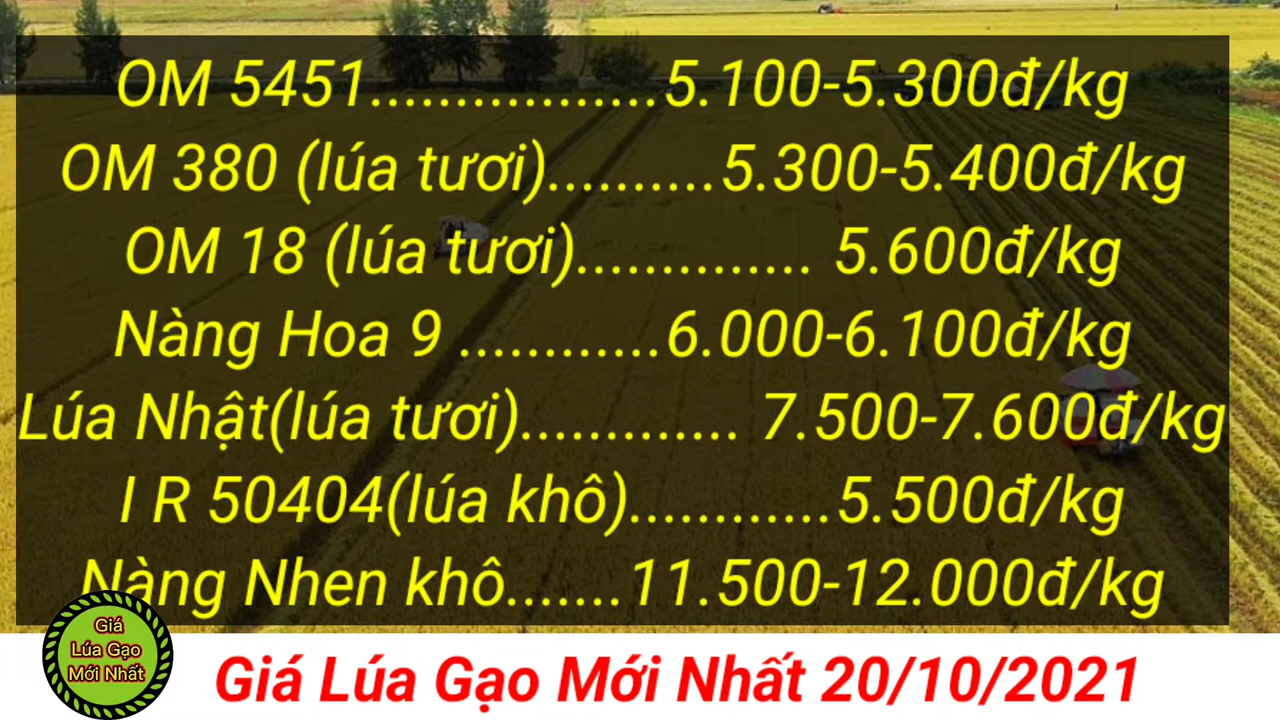 OM 5451.................5.100-5.300đ/kg
OM 380 (lúa tươi)..........5.300-5.400đ/kg
OM 18 (lúa tươi).............. 5.600đ/kg
Nàng Hoa 9 ............6.000-6.100đ/kg
Lúa Nhật(lúa tươi)............. 7.500-7.600đ/kg
I R 50404(lúa khô)............5.500đ/kg
Nàng Nhen khô.......11.500-12.000đ/kg
Giá
Lúa Gạo
Mới Nhất
Giá Lúa Gạo Mới Nhất 20/10/2021